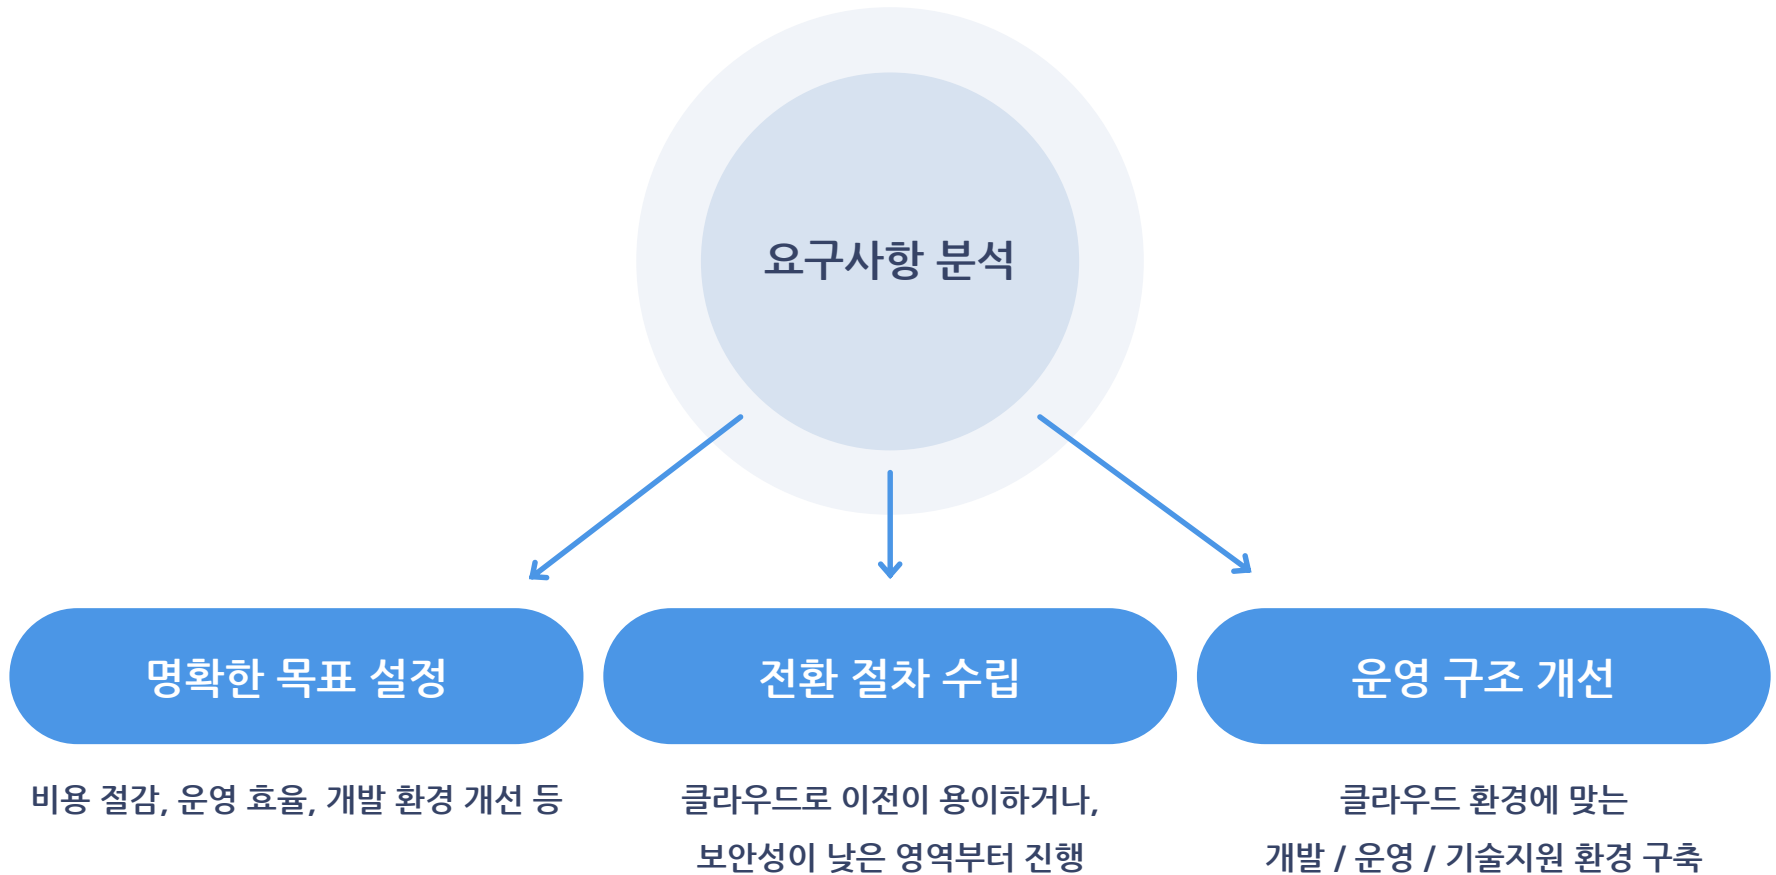 요구사항 분석
명확한 목표 설정
전환 절차 수립
운영 구조 개선
비용 절감, 운영 효율, 개발 환경 개선 등
클라우드로 이전이 용이하거나,
보안성이 낮은 영역부터 진행
클라우드 환경에 맞는
개발 / 운영 / 기술지원 환경 구축